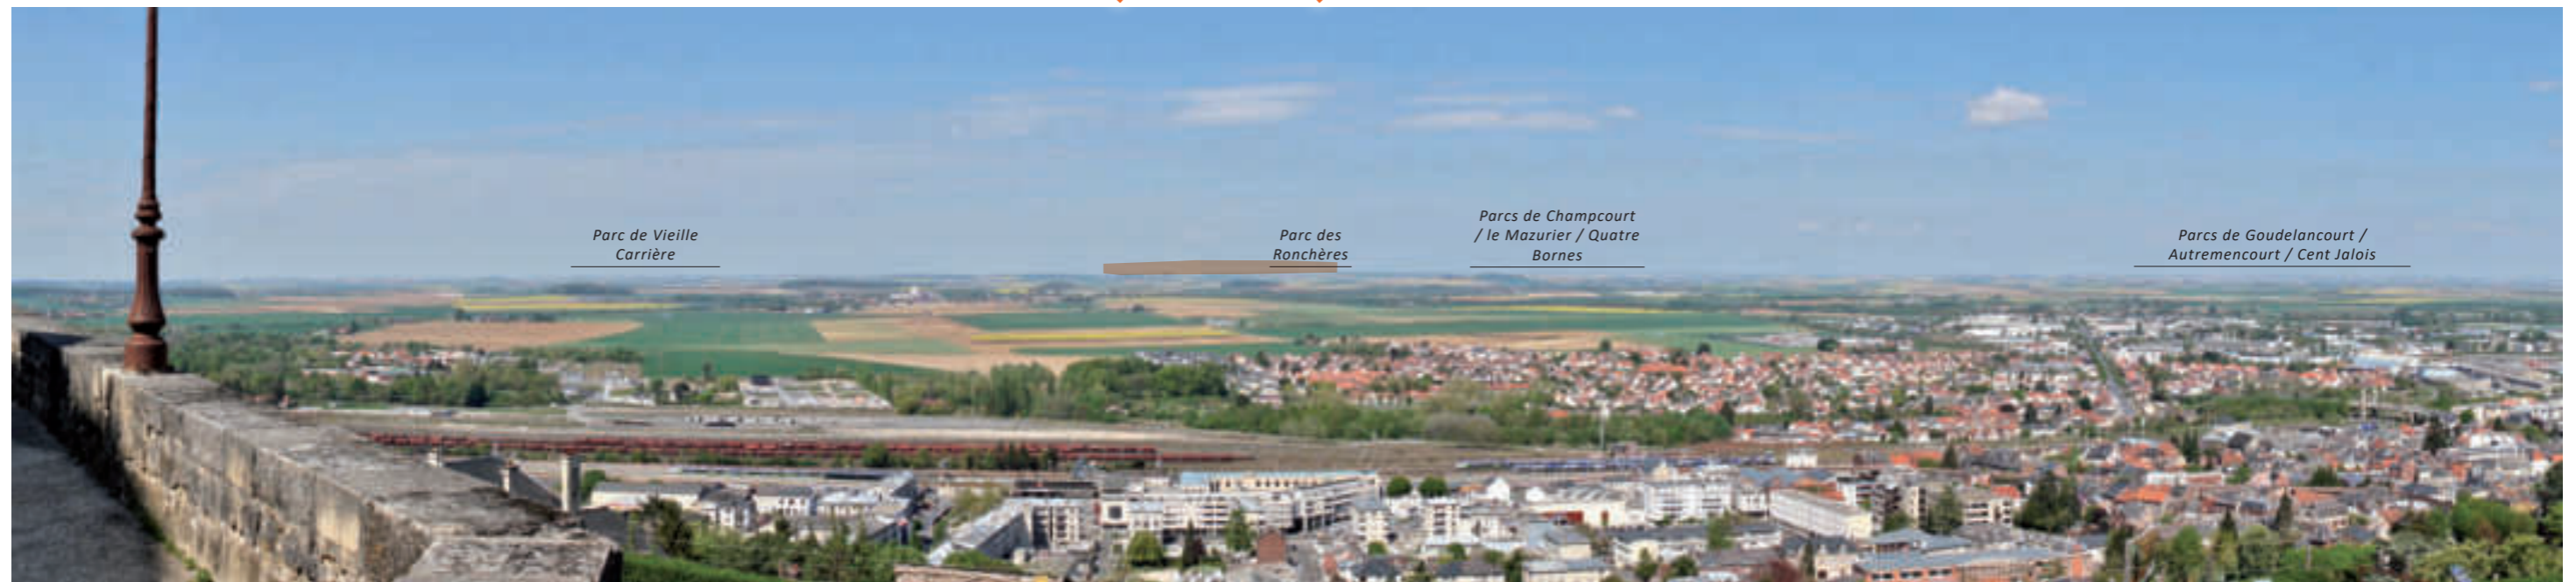 Parc de Vieille
Carrière
Parc des
Ronchères
Parcs de Champcourt
/ le Mazurier / Quatre
Bornes
Parcs de Goudelancourt /
Autremencourt / Cent Jalois